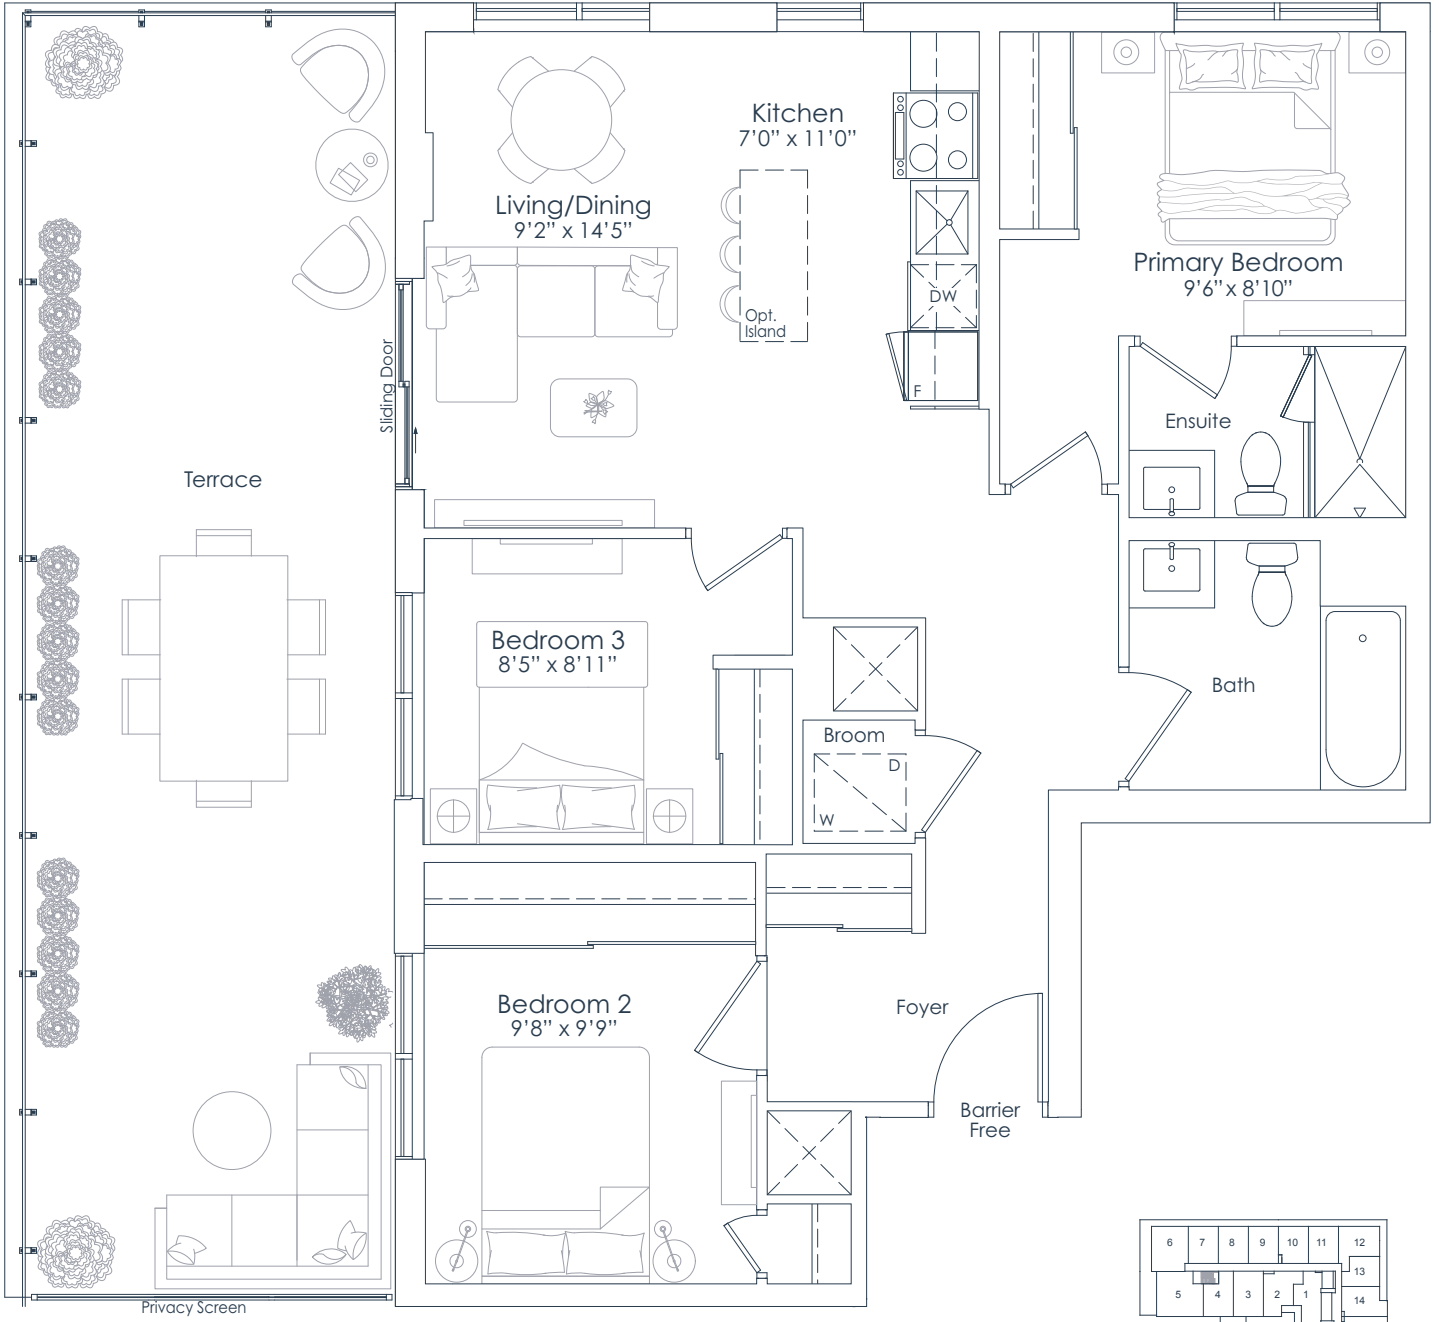 Kitchen
7’0” x 11’0”
Living/Dining
9’2” x 14’5”
Opt.
Island
DW
F
Primary Bedroom
9’6” x 8’10”
Sliding Door
Ensuite
Terrace
Bedroom 3
8’5” x 8’11”
Bath
Broom
D
W
Bedroom 2
9’8” x 9’9”
Foyer
Barrier
Free
Privacy Screen
6 7 8 9 10 11 12
13
5 4 3 2 1 14